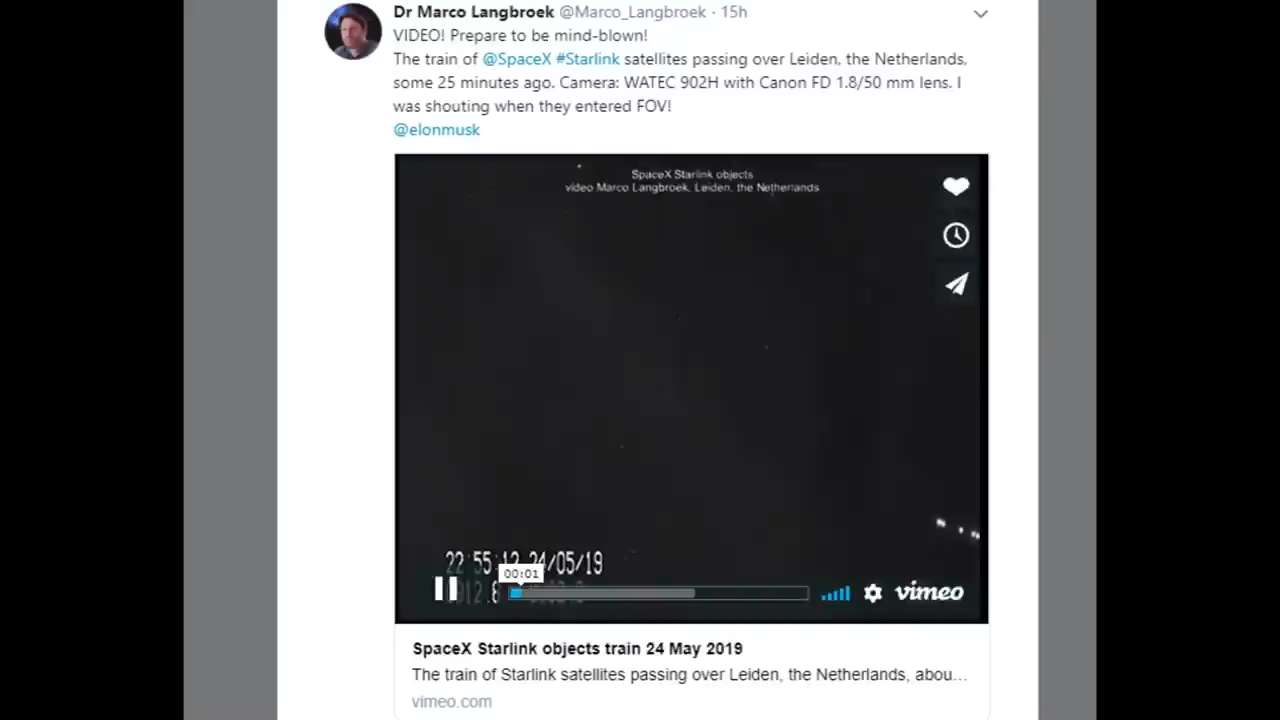 Dr Marco Langbroek @Marco_Langbroek · 15h
VIDEO! Prepare to be mind-blown!
The train of @SpaceX #Starlink satellites passing over Leiden, the Netherlands,
some 25 minutes ago. Camera: WATEC 902H with Canon FD 1.8/50 mm lens. I
was shouting when they entered FOV!
@elonmusk
SpaceX Starlink objects
video Marco Langbroek, Leiden, the Netherlands
22:55:12 24/05/19
00:01
vimeo
SpaceX Starlink objects train 24 May 2019
The train of Starlink satellites passing over Leiden, the Netherlands, abou...
vimeo.com